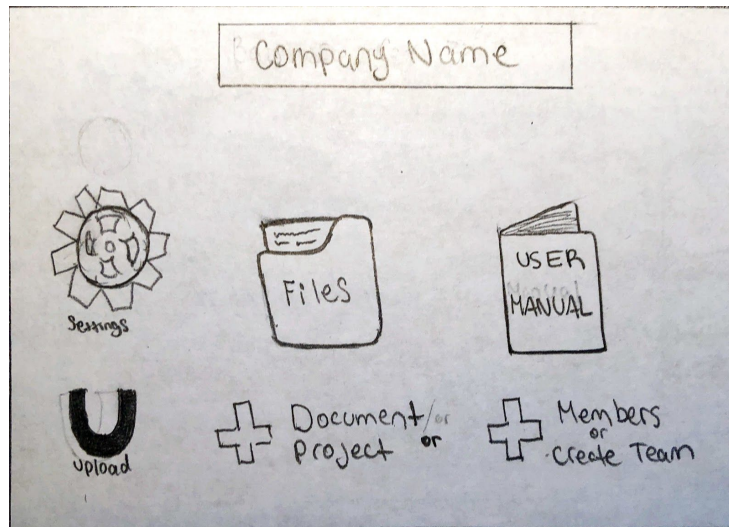 Company Name
Settings
Files
USER
MANUAL
Upload
Document/or
Project or
Members
or
Create Team